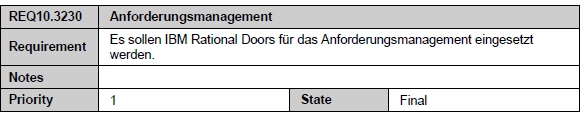 REQ10.3230 Anforderungsmanagement
Requirement Es sollen IBM Rational Doors für das Anforderungsmanagement eingesetzt
werden.
Notes
Priority 1 State Final